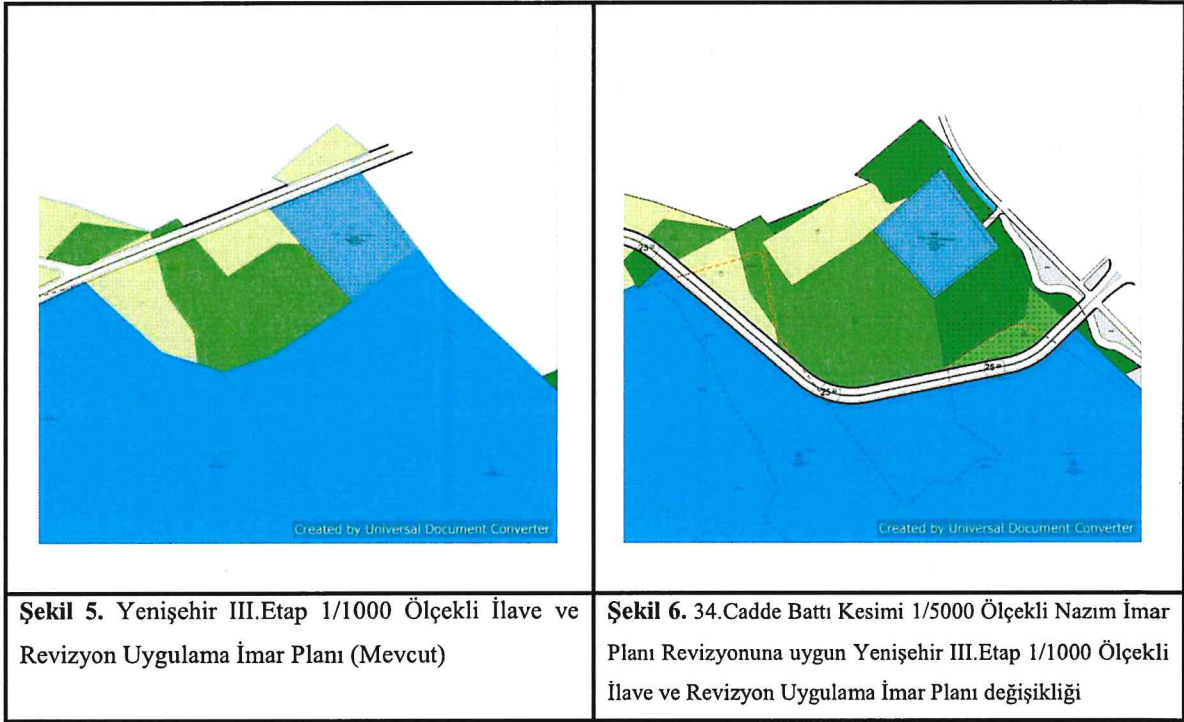 25 m
25 m
25 m
Created by Universal Document Converter
Created by Universal Document Converter
Şekil 5. Yenişehir III.Etap 1/1000 Ölçekli İlave ve
Revizyon Uygulama İmar Planı (Mevcut)
Şekil 6. 34.Cadde Battı Kesimi 1/5000 Ölçekli Nazım İmar
Planı Revizyonuna uygun Yenişehir III.Etap 1/1000 Ölçekli
İlave ve Revizyon Uygulama İmar Planı değişikliği